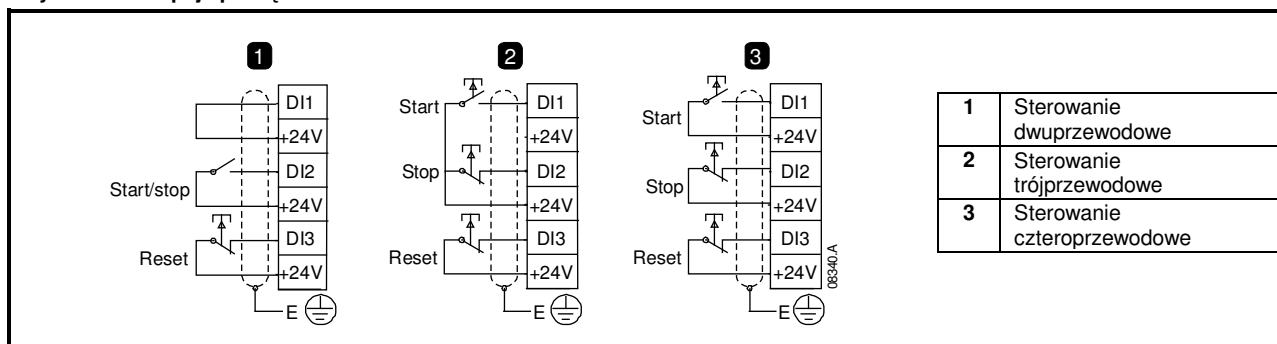 1
DI1
+24V
Start/stop
DI2
+24V
DI3
Reset
+24V
E
2
Start
DI1
+24V
Stop
DI2
+24V
DI3
Reset
+24V
E
3
Start
DI1
+24V
Stop
DI2
+24V
DI3
Reset
+24V
08340.A
E
1 Sterowanie
dwuprzewodowe
2 Sterowanie
trójprzewodowe
3 Sterowanie
czteroprzewodowe